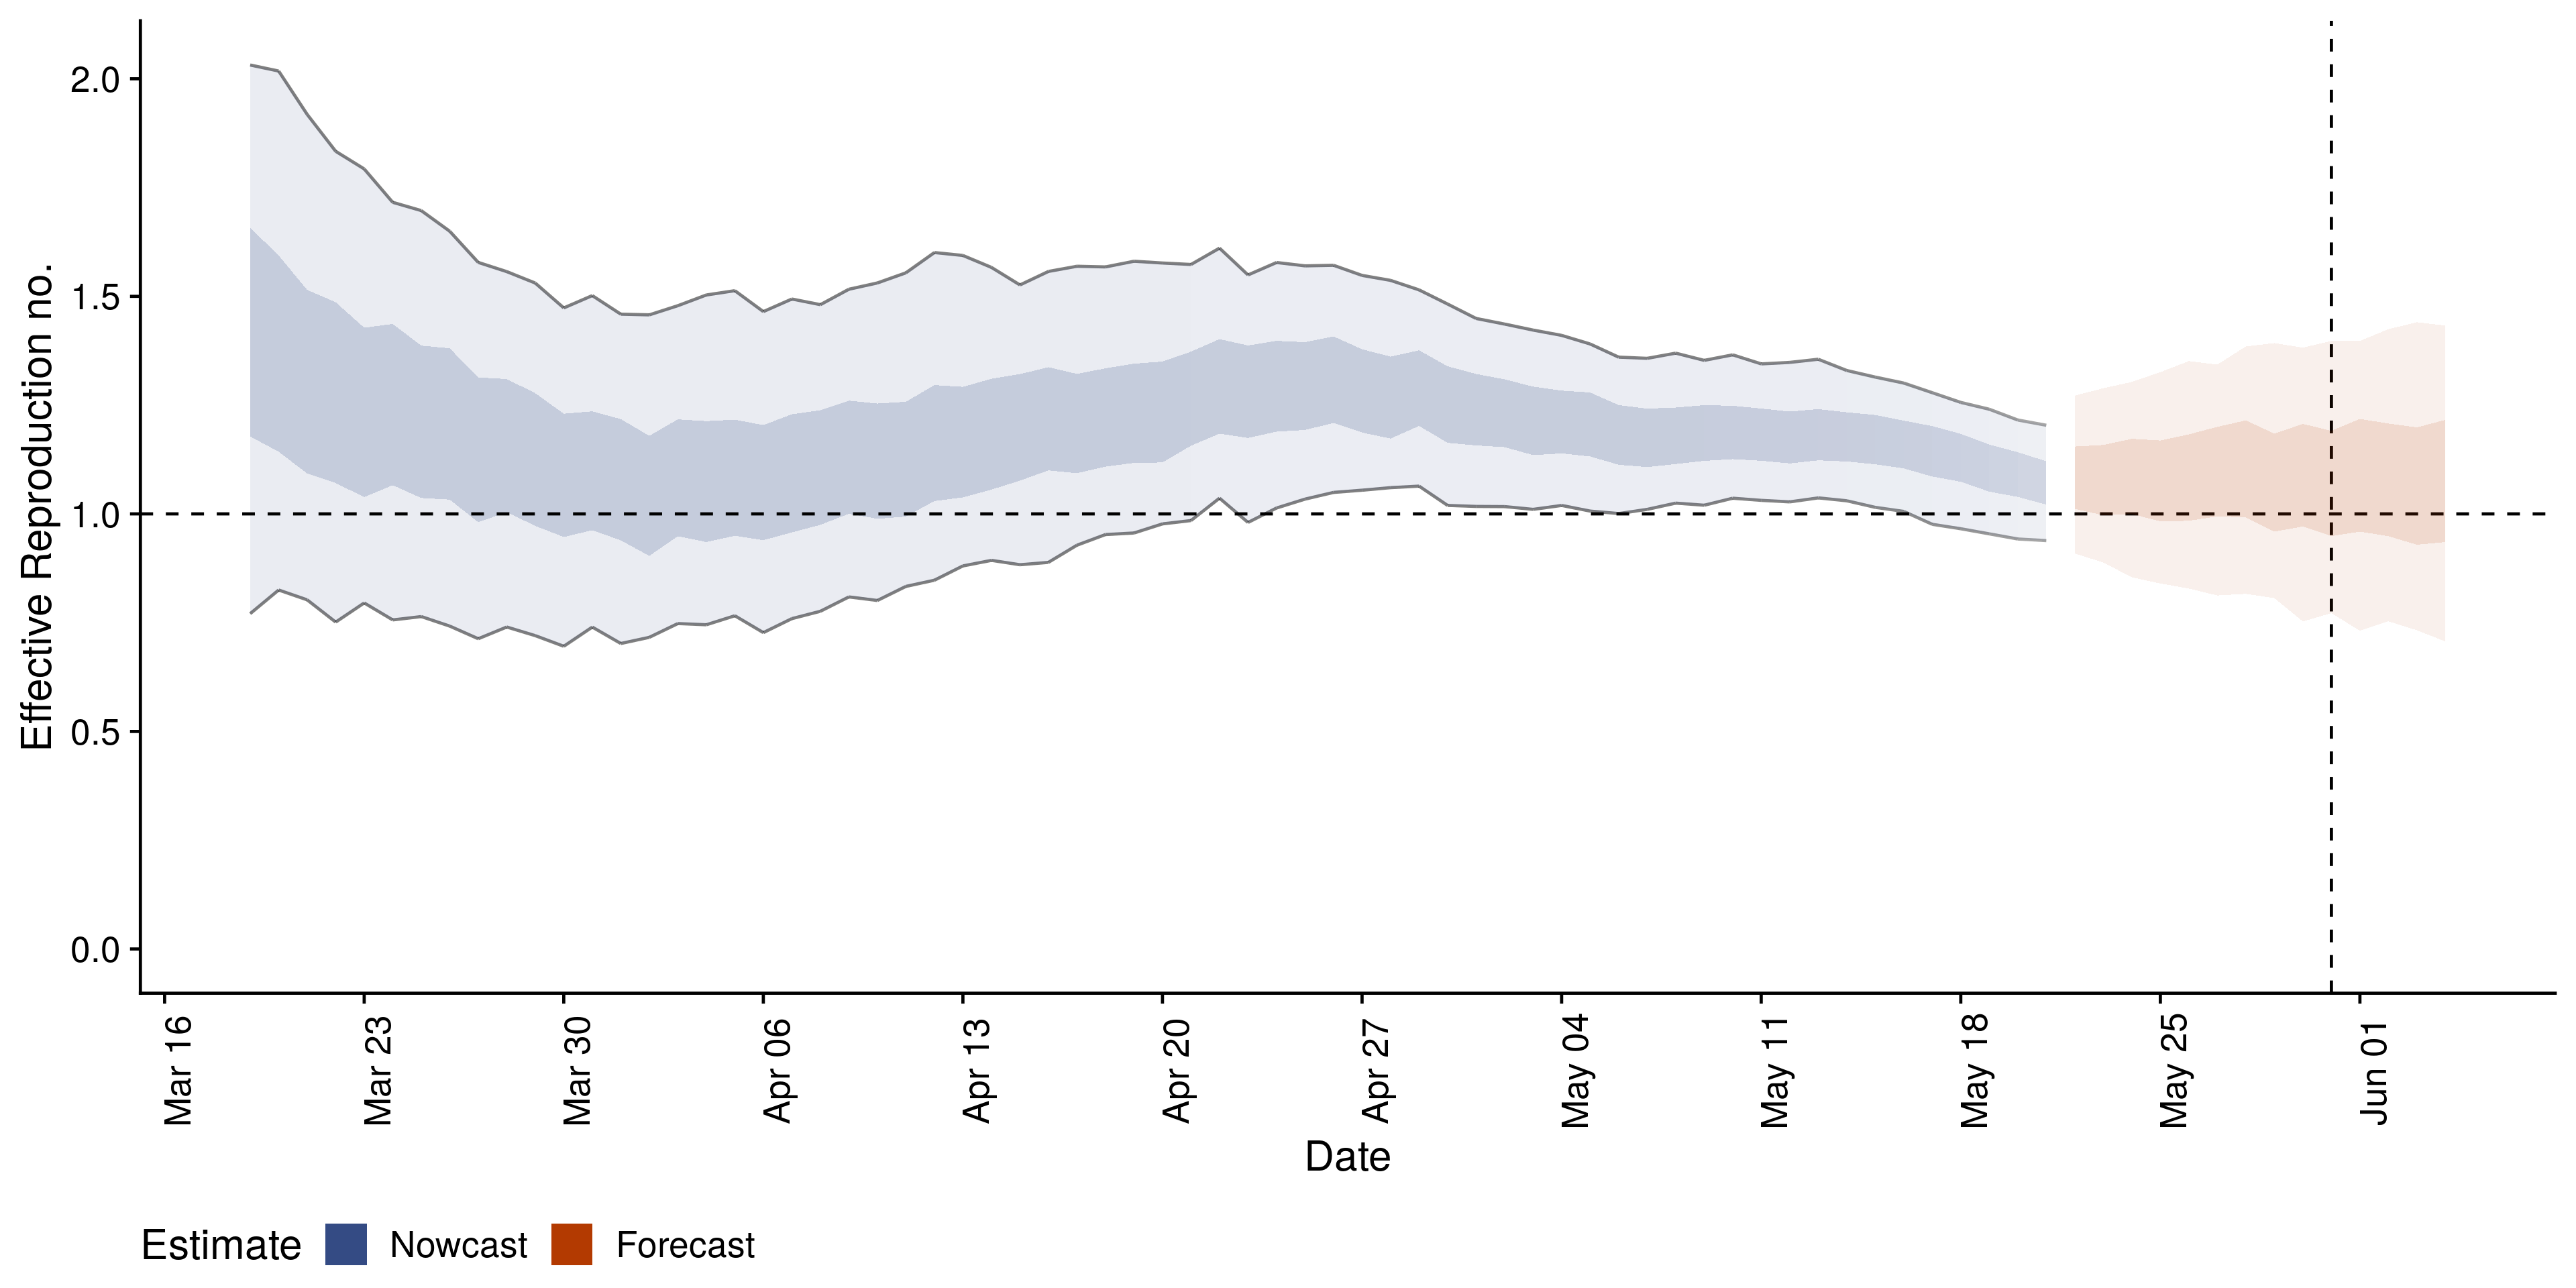 Effective Reproduction no.
2.0
1.5
1.0
0.5
0.0
Mar 16
Mar 23
Mar 30
Apr 06
Apr 13
Apr 20
Apr 27
May 04
May 11
May 18
May 25
Jun 01
Date
Estimate Nowcast Forecast